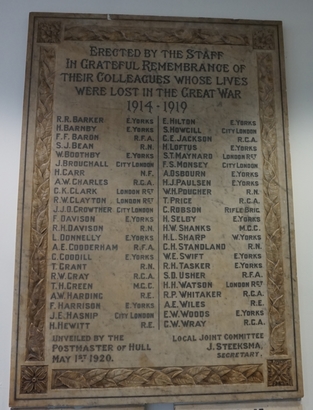 ERECTED BY THE STAFF
IN GRATEFUL REMEMBRANCE OF
THEIR COLLEAGUES WHOSE LIVES
WERE LOST IN THE GREAT WAR
1914-1919
R.R. BARKER E. YORKS
H. BARNBY E. YORKS
F.F. BARON R.F.A.
S.J. BEAN R.N.
W. BOOTHBY E. YORKS
J. BROUCHALL CITY LONDON
H. CARR N.F.
A.W. CHARLES R.G.A.
C.K. CLARK LONDON RGT
R.W. CLAYTON LONDON RGT
J.J.O. CROWTHER CITY LONDON
F. DAVISON E. YORKS
R.H. DAVISON R.N.
L. DONNELLY E. YORKS
A.E. CODDERHAM R.F.A.
C. E. YORKS
T. GRANT R.N.
R.W. GRAY R.G.A.
T.H. GREEN M.G.C.
A.W. HARDING R.E.
F. HARRISON E. YORKS
J.E. HASNIP CITY LONDON
H. HEWITT R.E.
E. HILTON E. YORKS
S. HOWGILL CITY LONDON
C.E. JACKSON R.G.A.
H. LOFTUS E. YORKS
S.T. MAYNARD LONDON RGT
F.S. MONSEY CITY LONDON
A. OSBOURN E. YORKS
H.J. PAULSEN E. YORKS
W.H. POUCHER R.N.
T. PRICE R.G.A.
C. ROBSON RIFLE BRIG
H. SELBY E. YORKS
H.W. SHANKS M.G.C.
H.L. SHARP W. YORKS
C.H. STANDLAND R.N.
W.E. SWIFT E. YORKS
R.H. TASKER E. YORKS
S.D. USHER R.F.A.
H.H. WATSON LONDON RGT
R.P. WHITAKER R.G.A.
A.E. WILES R.E.
E.W. WOODS E. YORKS
C.W. WRAY R.G.A.
UNVEILED BY THE
POSTMASTER OF HULL
MAY 1ST 1920.
LOCAL JOINT COMMITTEE
J. STEEKSMA,
SECRETARY.